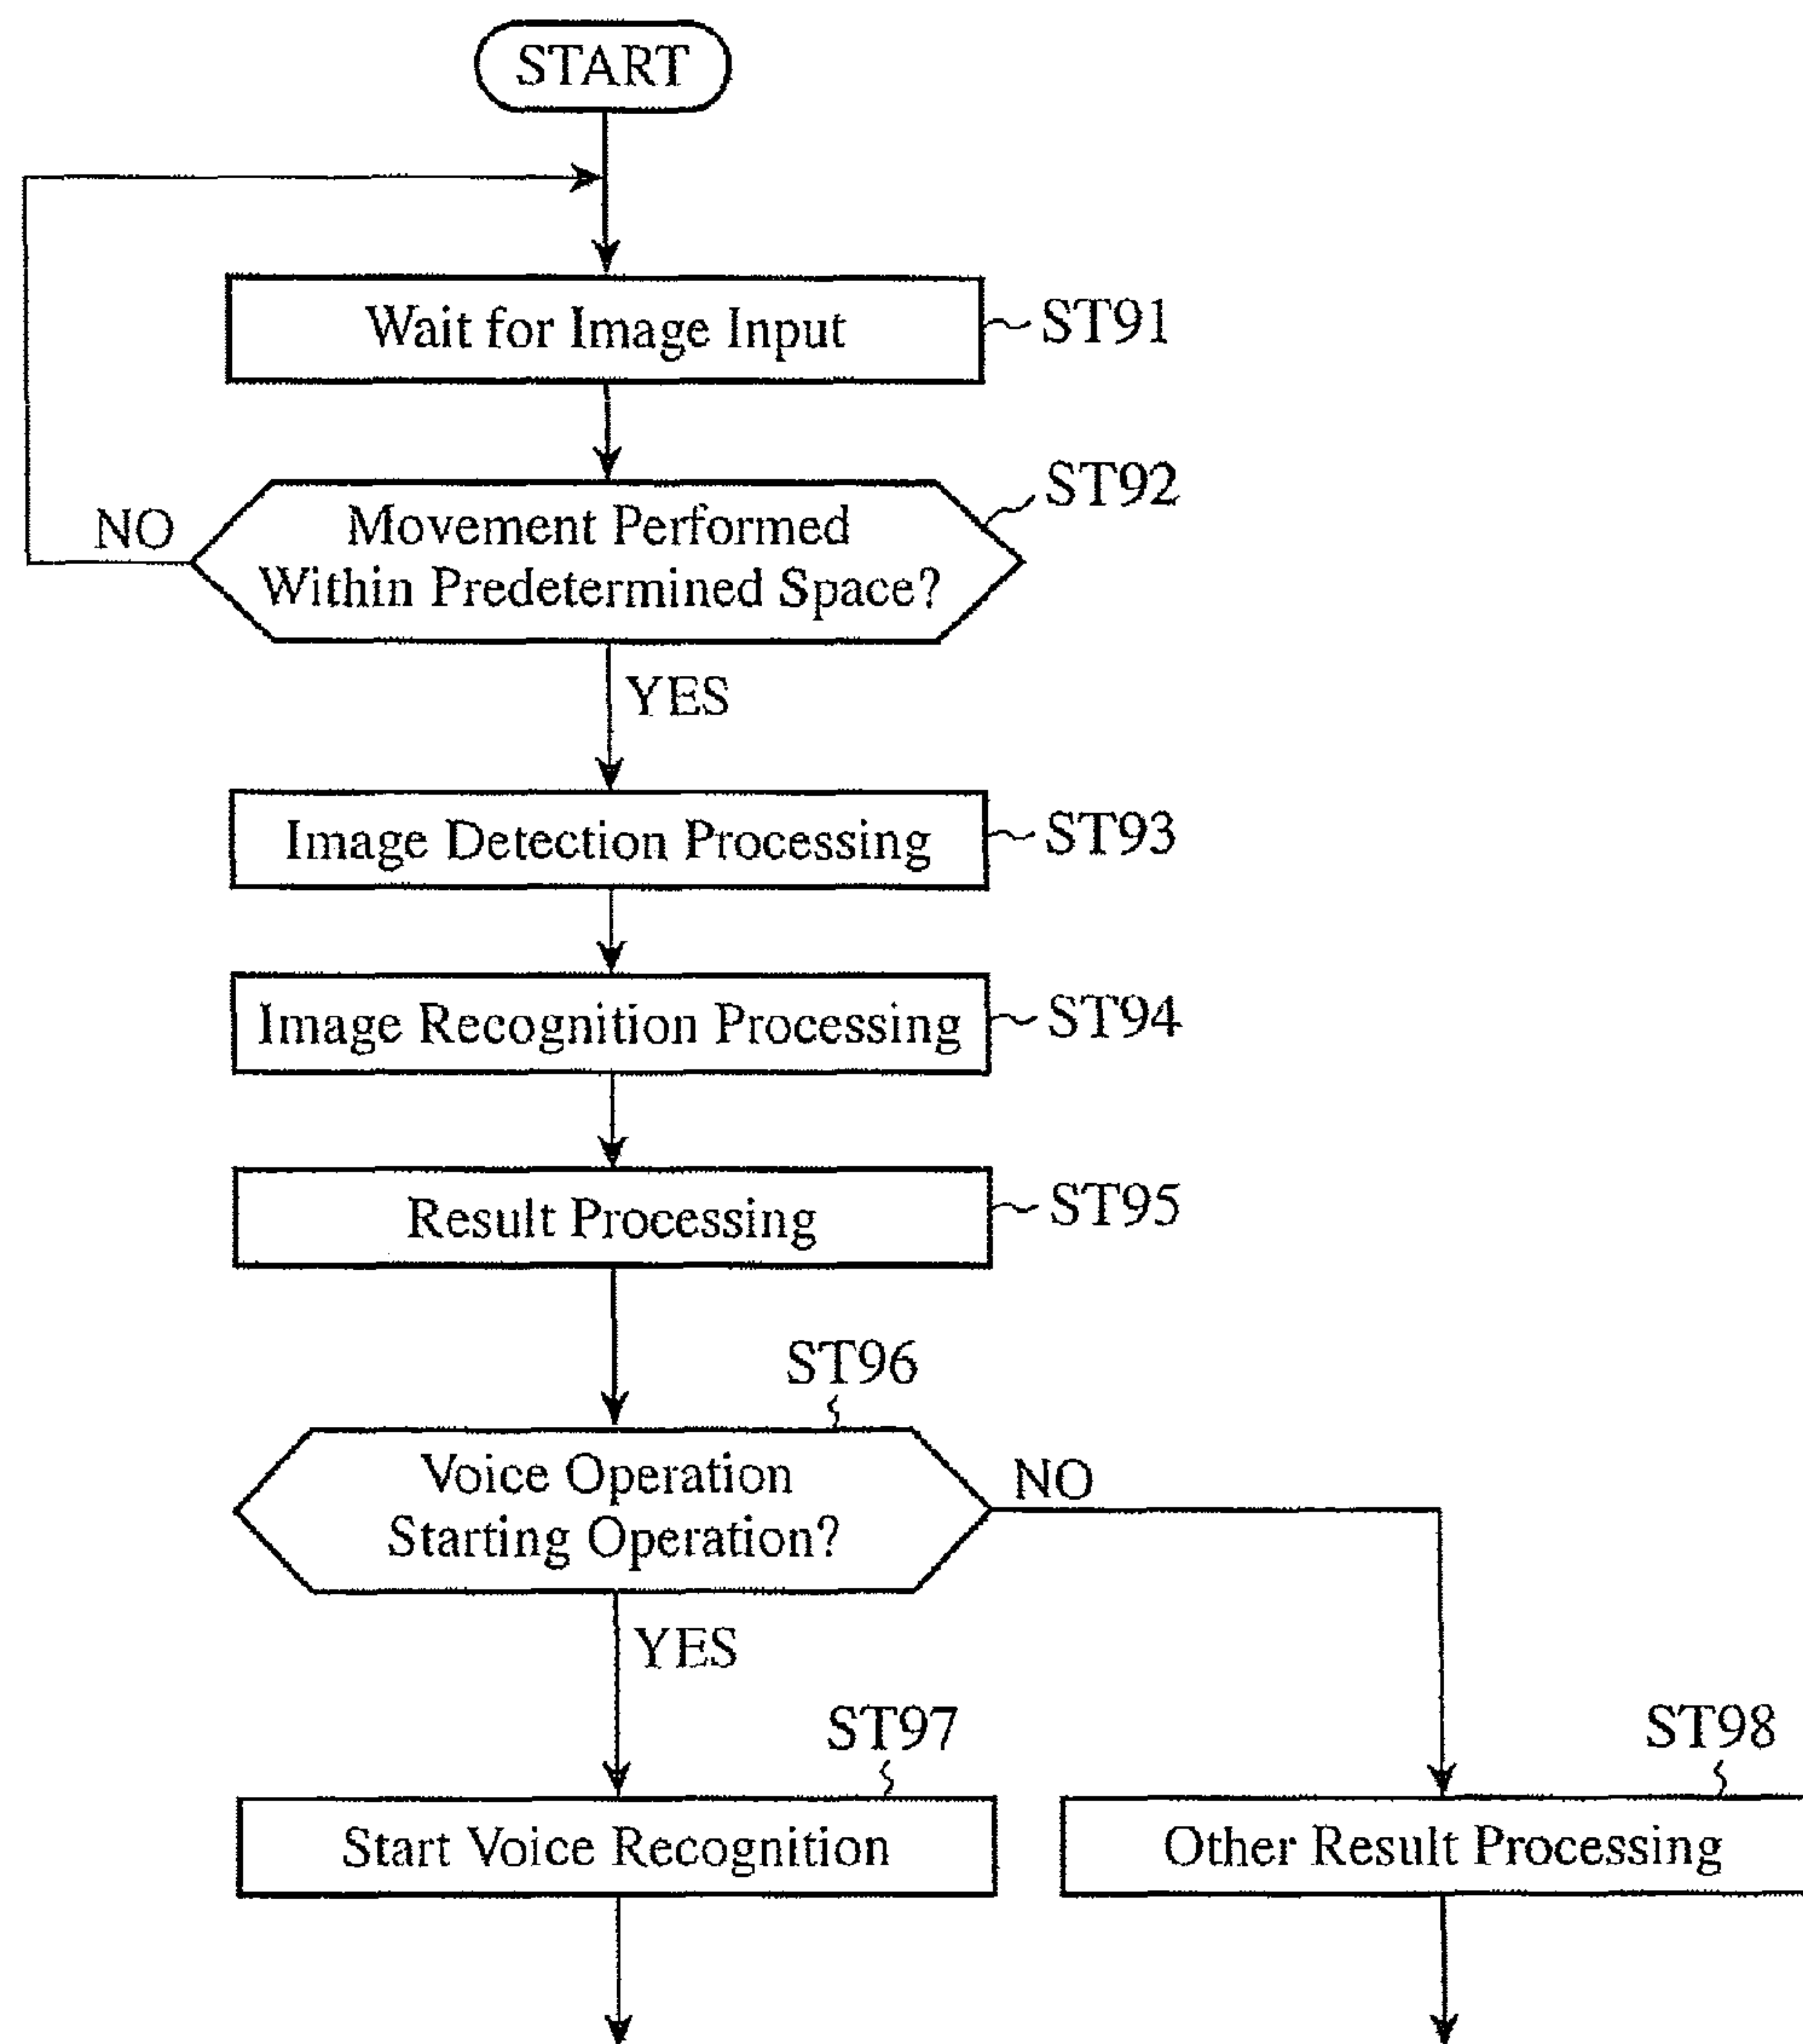 START
Wait for Image Input
ST91
ST92
NO
Movement Performed
Within Predetermined Space?
YES
Image Detection Processing
ST93
Image Recognition Processing
ST94
Result Processing
ST95
ST96
Voice Operation
Starting Operation?
NO
YES
ST97
ST98
Start Voice Recognition
Other Result Processing